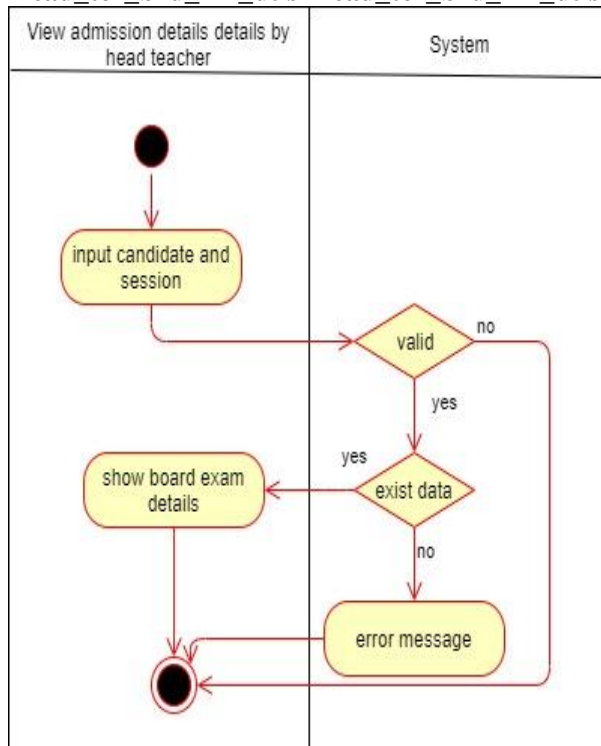 View admission details details by
head teacher
System
input candidate and
session
valid
no
yes
yes
show board exam
details
exist data
no
error message